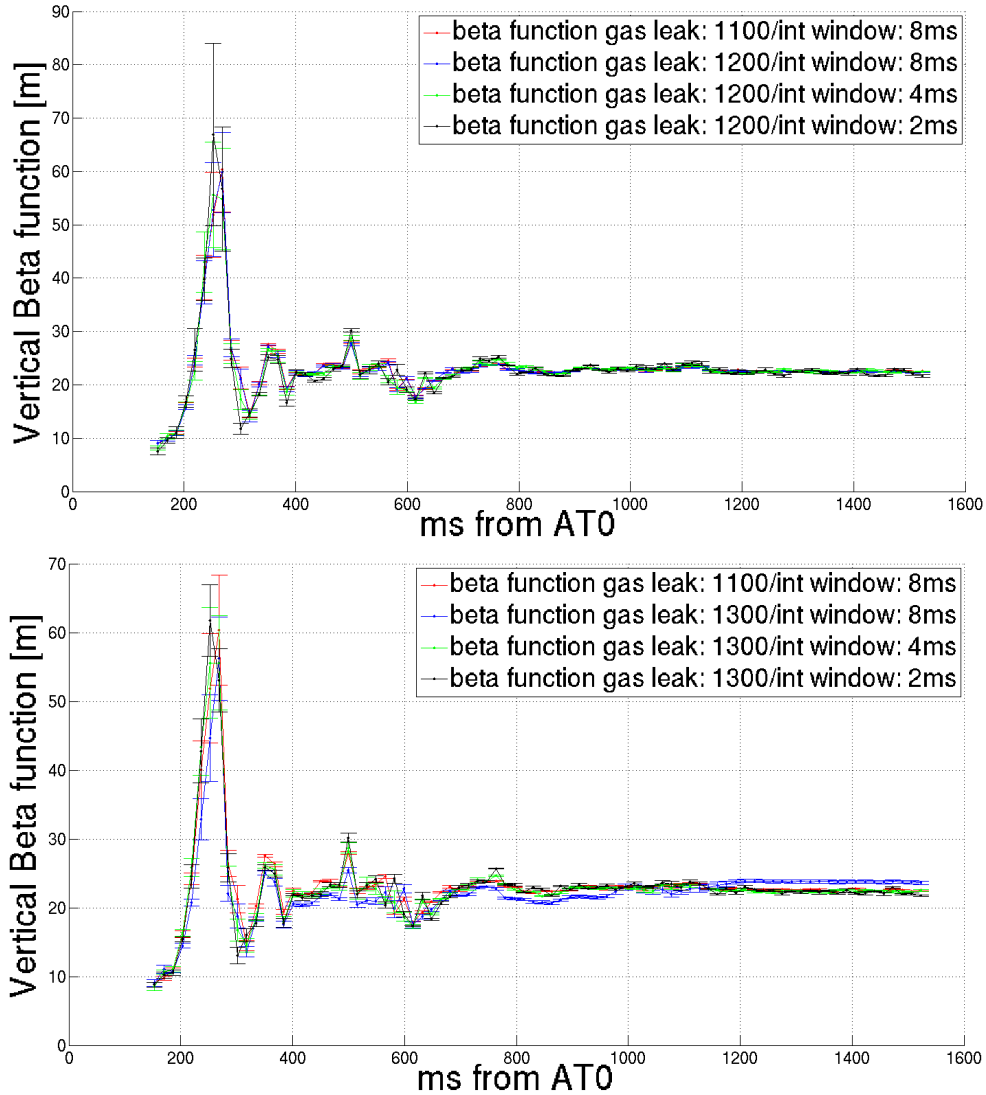 90
80
70
60
50
40
30
20
10
0
Vertical Beta function [m]
beta function gas leak: 1100/int window: 8ms
beta function gas leak: 1200/int window: 8ms
beta function gas leak: 1200/int window: 4ms
beta function gas leak: 1200/int window: 2ms
0 200 400 600 800 1000 1200 1400 1600
ms from AT0
70
60
50
40
30
20
10
0
Vertical Beta function [m]
beta function gas leak: 1100/int window: 8ms
beta function gas leak: 1300/int window: 8ms
beta function gas leak: 1300/int window: 4ms
beta function gas leak: 1300/int window: 2ms
0 200 400 600 800 1000 1200 1400 1600
ms from AT0